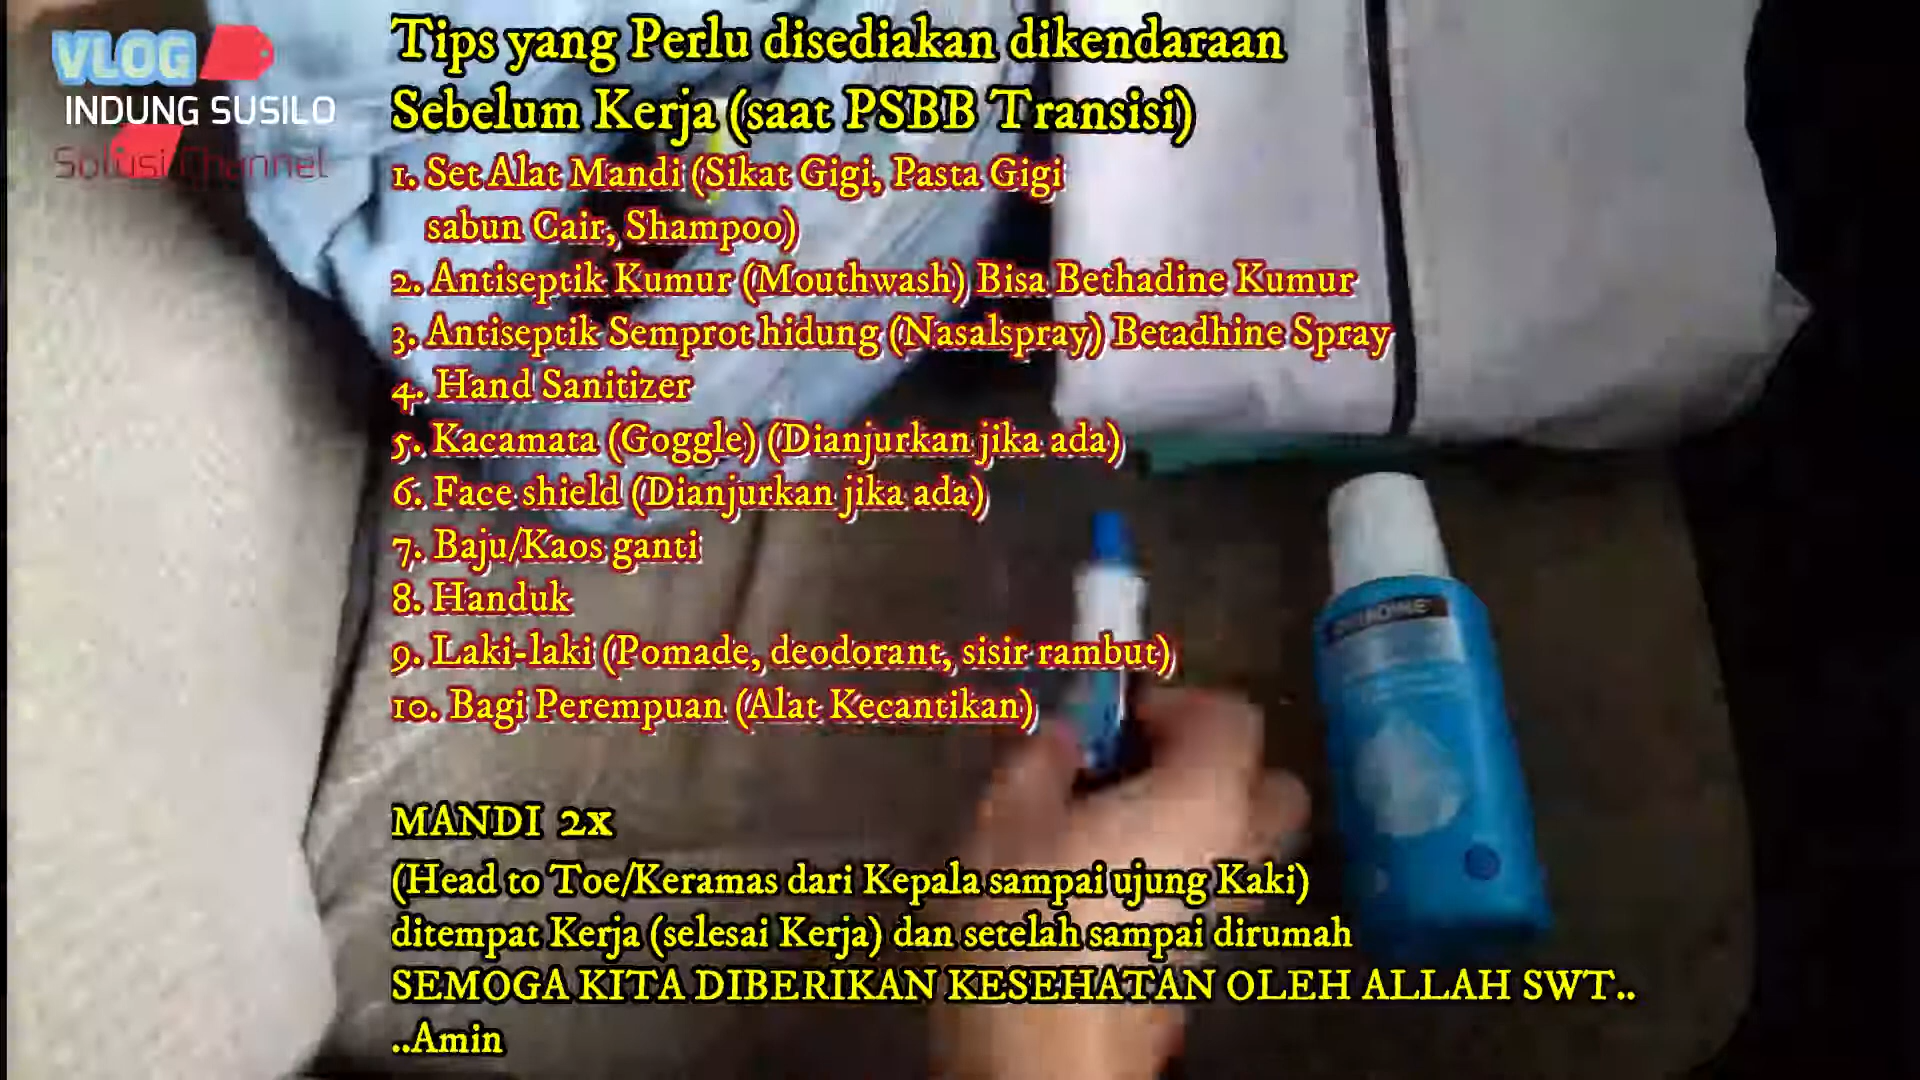 VLOG
INDUNG SUSILO
Solusi Channel
Tips yang Perlu disediakan dikendaraan
Sebelum Kerja (saat PSBB Transisi)
1. Set Alat Mandi (Sikat Gigi, Pasta Gigi
sabun Cair, Shampoo)
2. Antiseptik Kumur (Mouthwash) Bisa Bethadine Kumur
3. Antiseptik Semprot hidung (Nasalspray) Betadhine Spray
4. Hand Sanitizer
5. Kacamata (Goggle) (Dianjurkan jika ada)
6. Face shield (Dianjurkan jika ada)
7. Baju/Kaos ganti
8. Handuk
9. Laki-laki (Pomade, deodorant, sisir rambut)
10. Bagi Perempuan (Alat Kecantikan)
MANDI 2x
(Head to Toe/Keramas dari Kepala sampai ujung Kaki)
ditempat Kerja (selesai Kerja) dan setelah sampai dirumah
SEMOGA KITA DIBERIKAN KESEHATAN OLEH ALLAH SWT..
..Amin